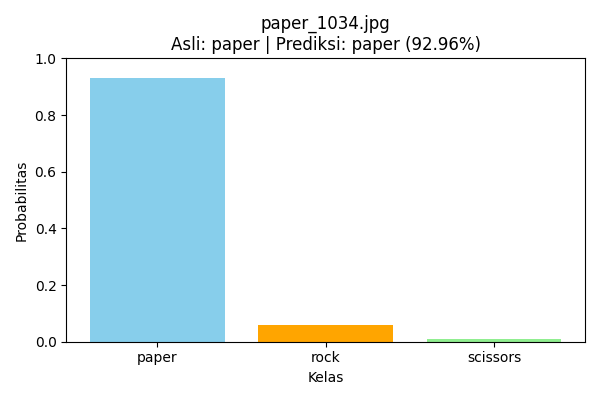 paper_1034.jpg
Asli: paper | Prediksi: paper (92.96%)
Probabilitas
1.0
0.8
0.6
0.4
0.2
0.0
paper rock scissors
Kelas